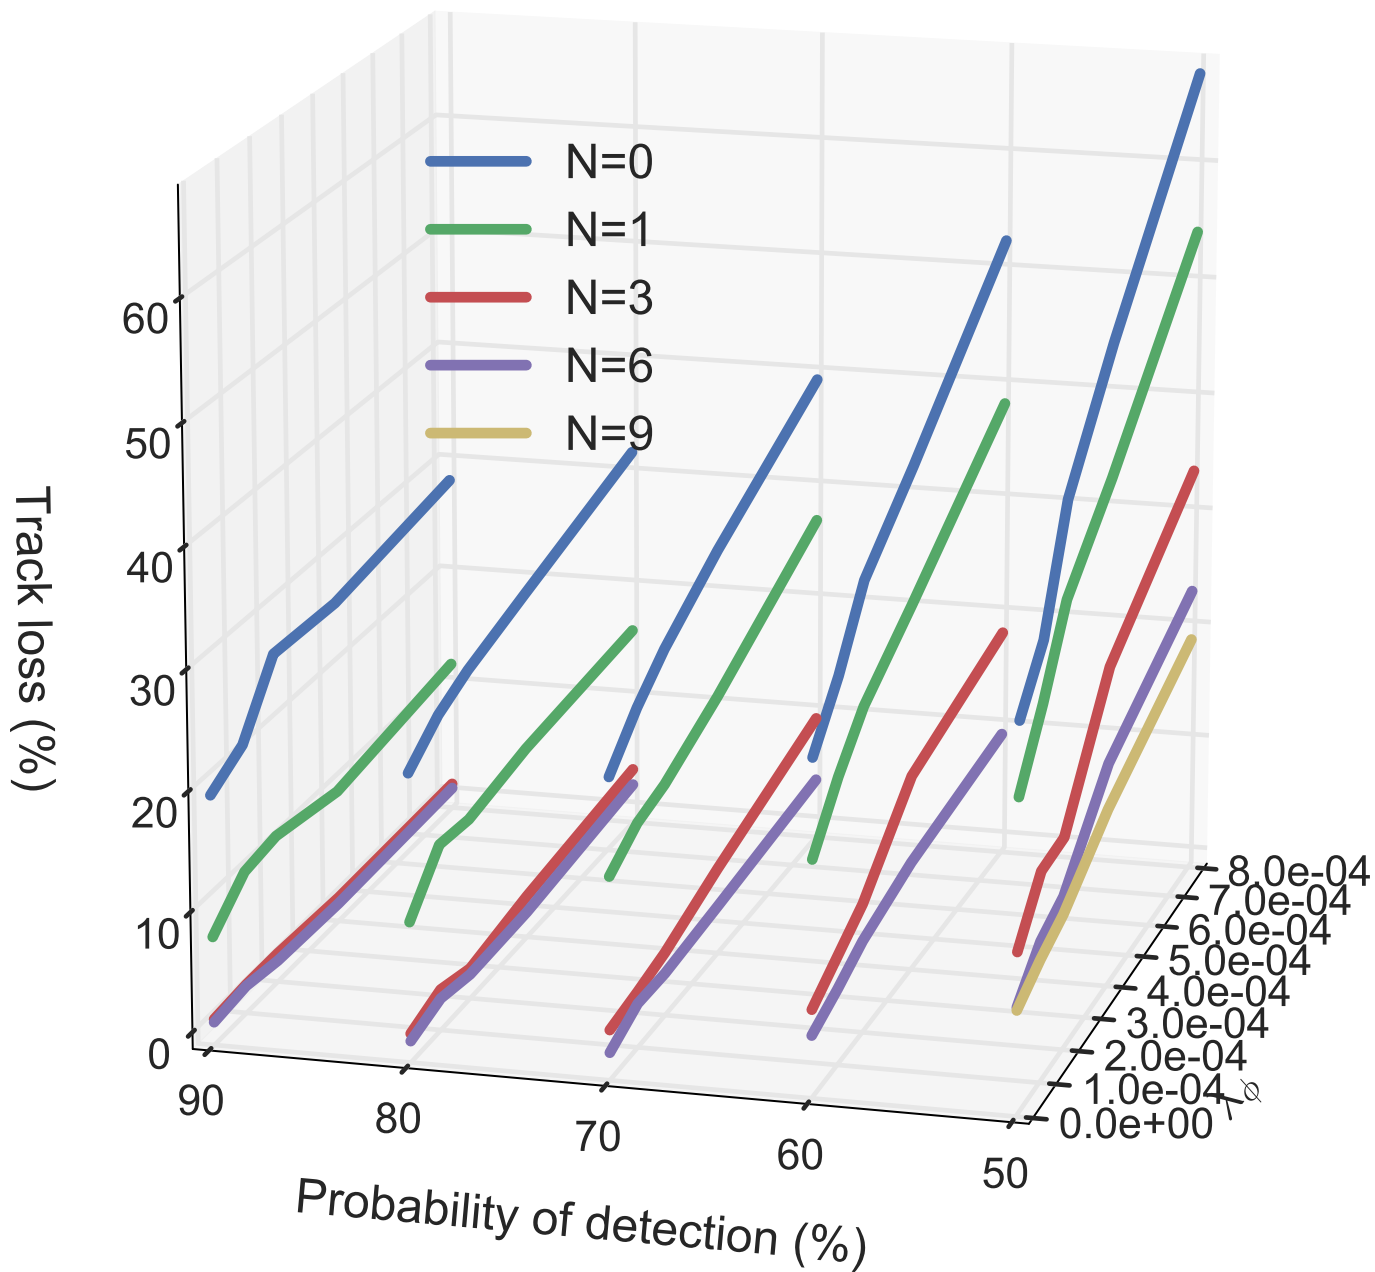 N=0
N=1
N=3
N=6
N=9
60
50
40
30
20
10
0
Track loss (%)
90
80
70
60
50
Probability of detection (%)
8.0e-04
7.0e-04
6.0e-04
5.0e-04
4.0e-04
3.0e-04
2.0e-04
1.0e-04
0.0e+00
λϕ